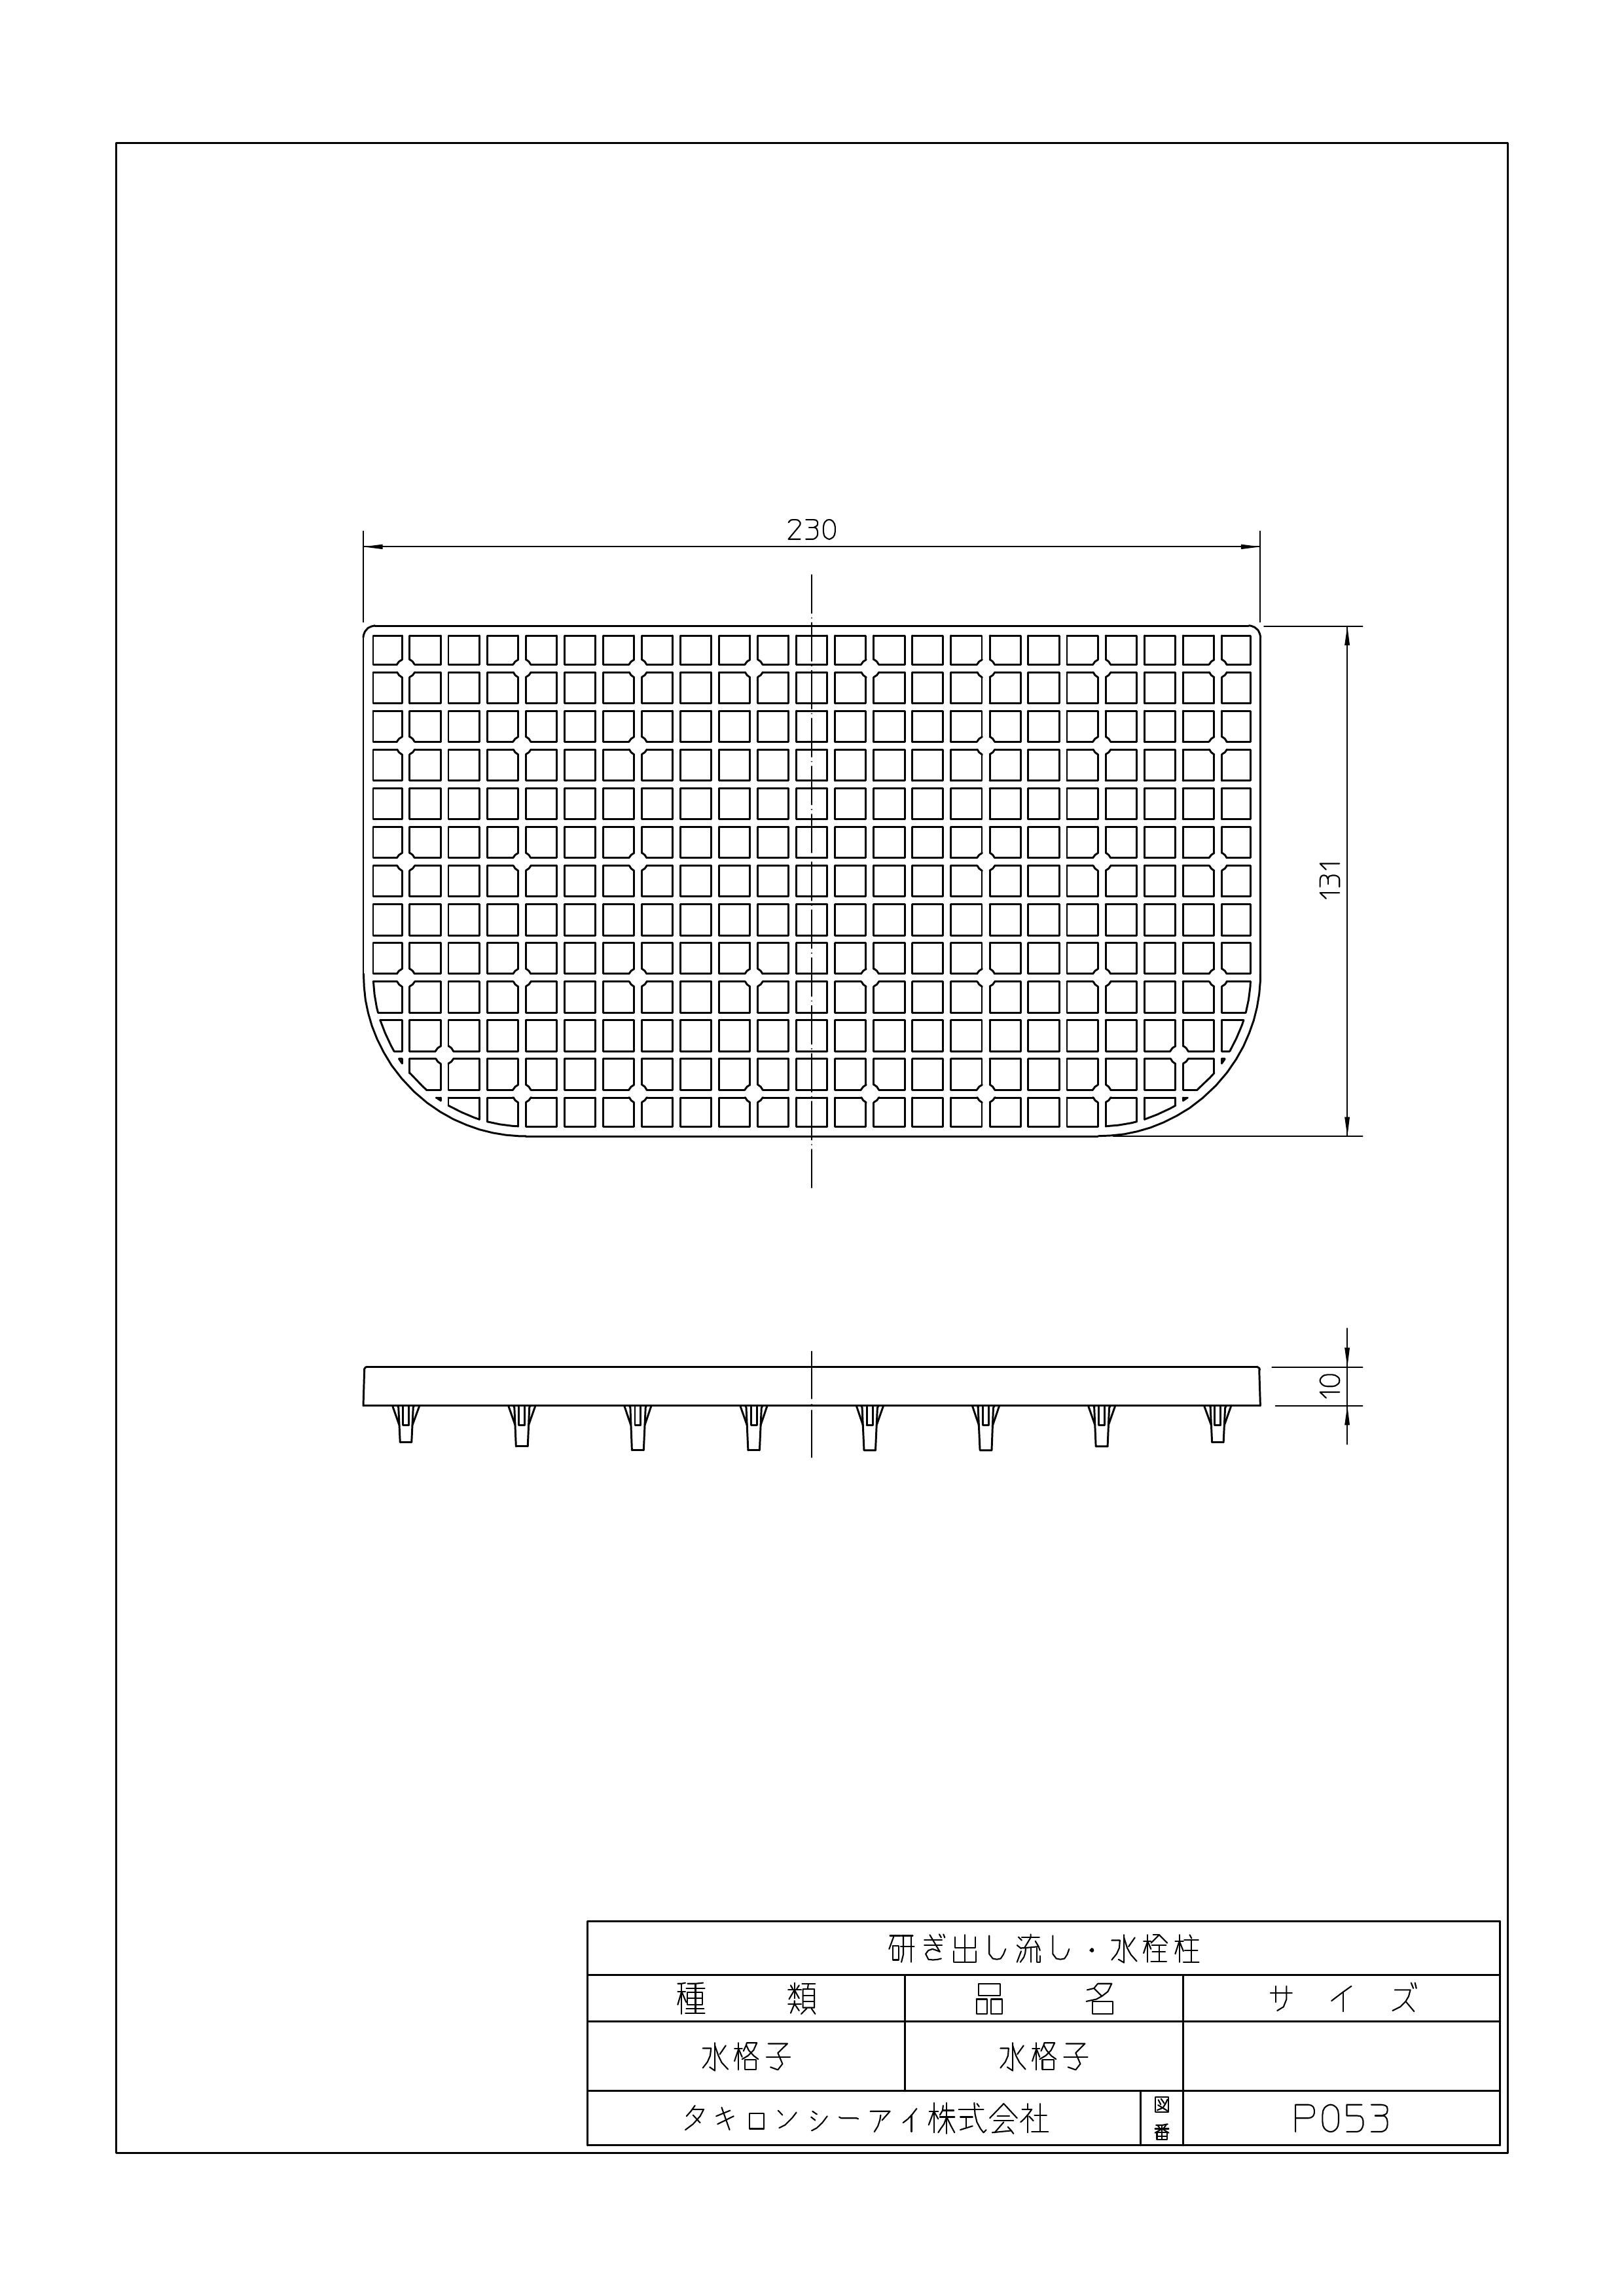 230
131
10
研ぎ出し流し・水栓柱
種類 品名 サイズ
水格子 水格子
タキロンシーアイ株式会社 図番 P053